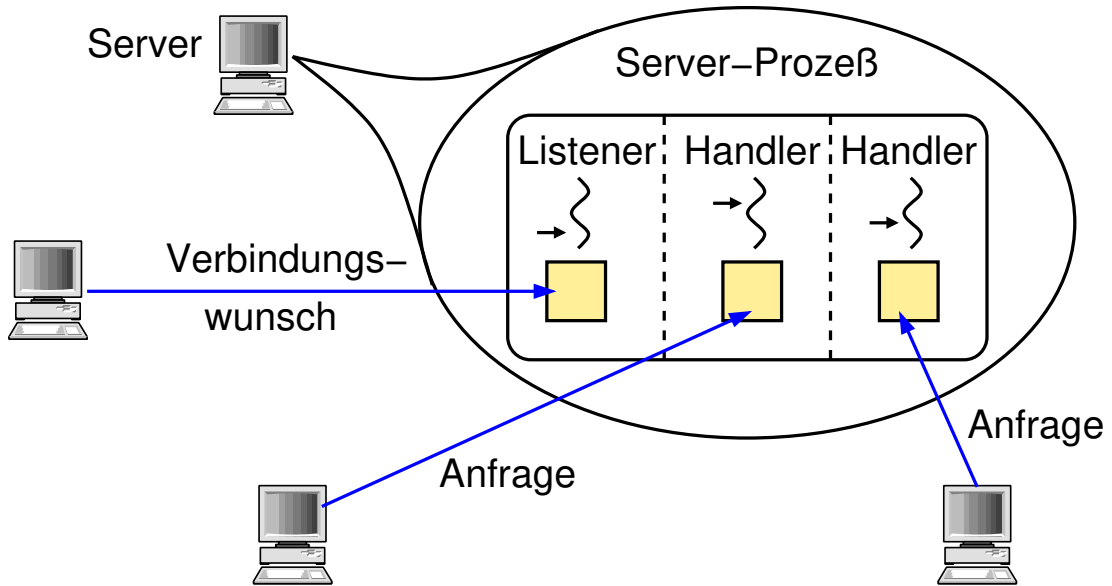 Server
Server–Prozeß
Listener Handler Handler
Verbindungs–
wunsch
Anfrage
Anfrage